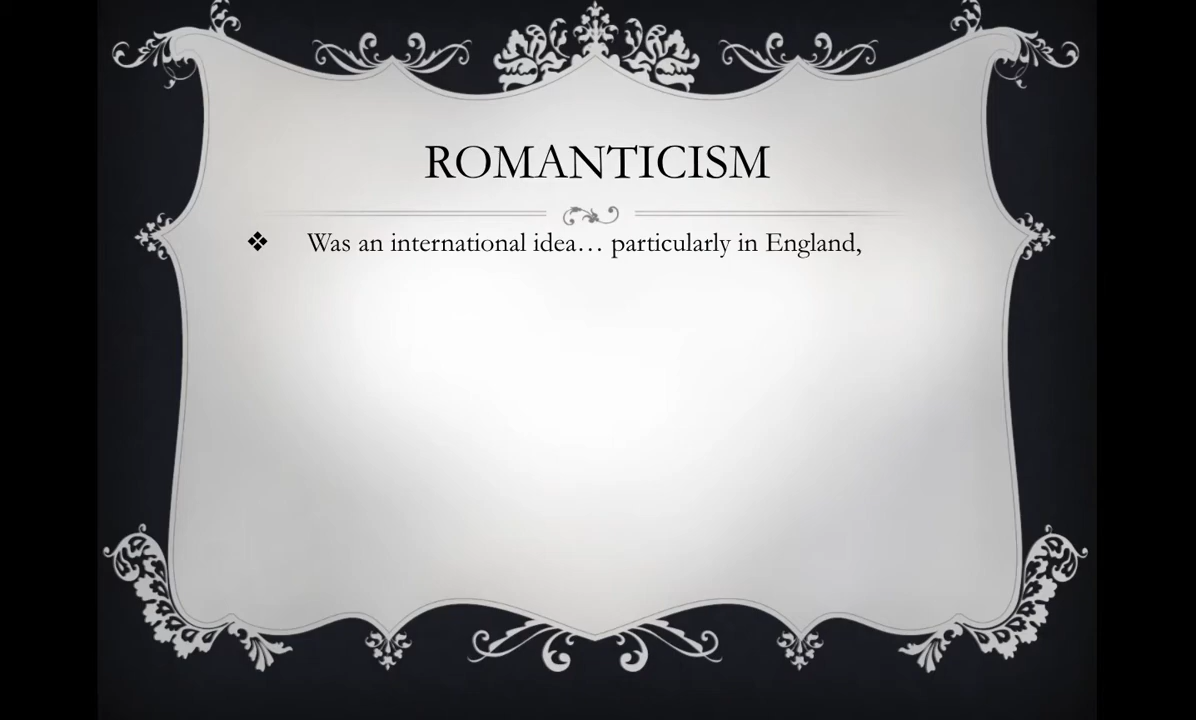 ROMANTICISM
❖ Was an international idea… particularly in England,